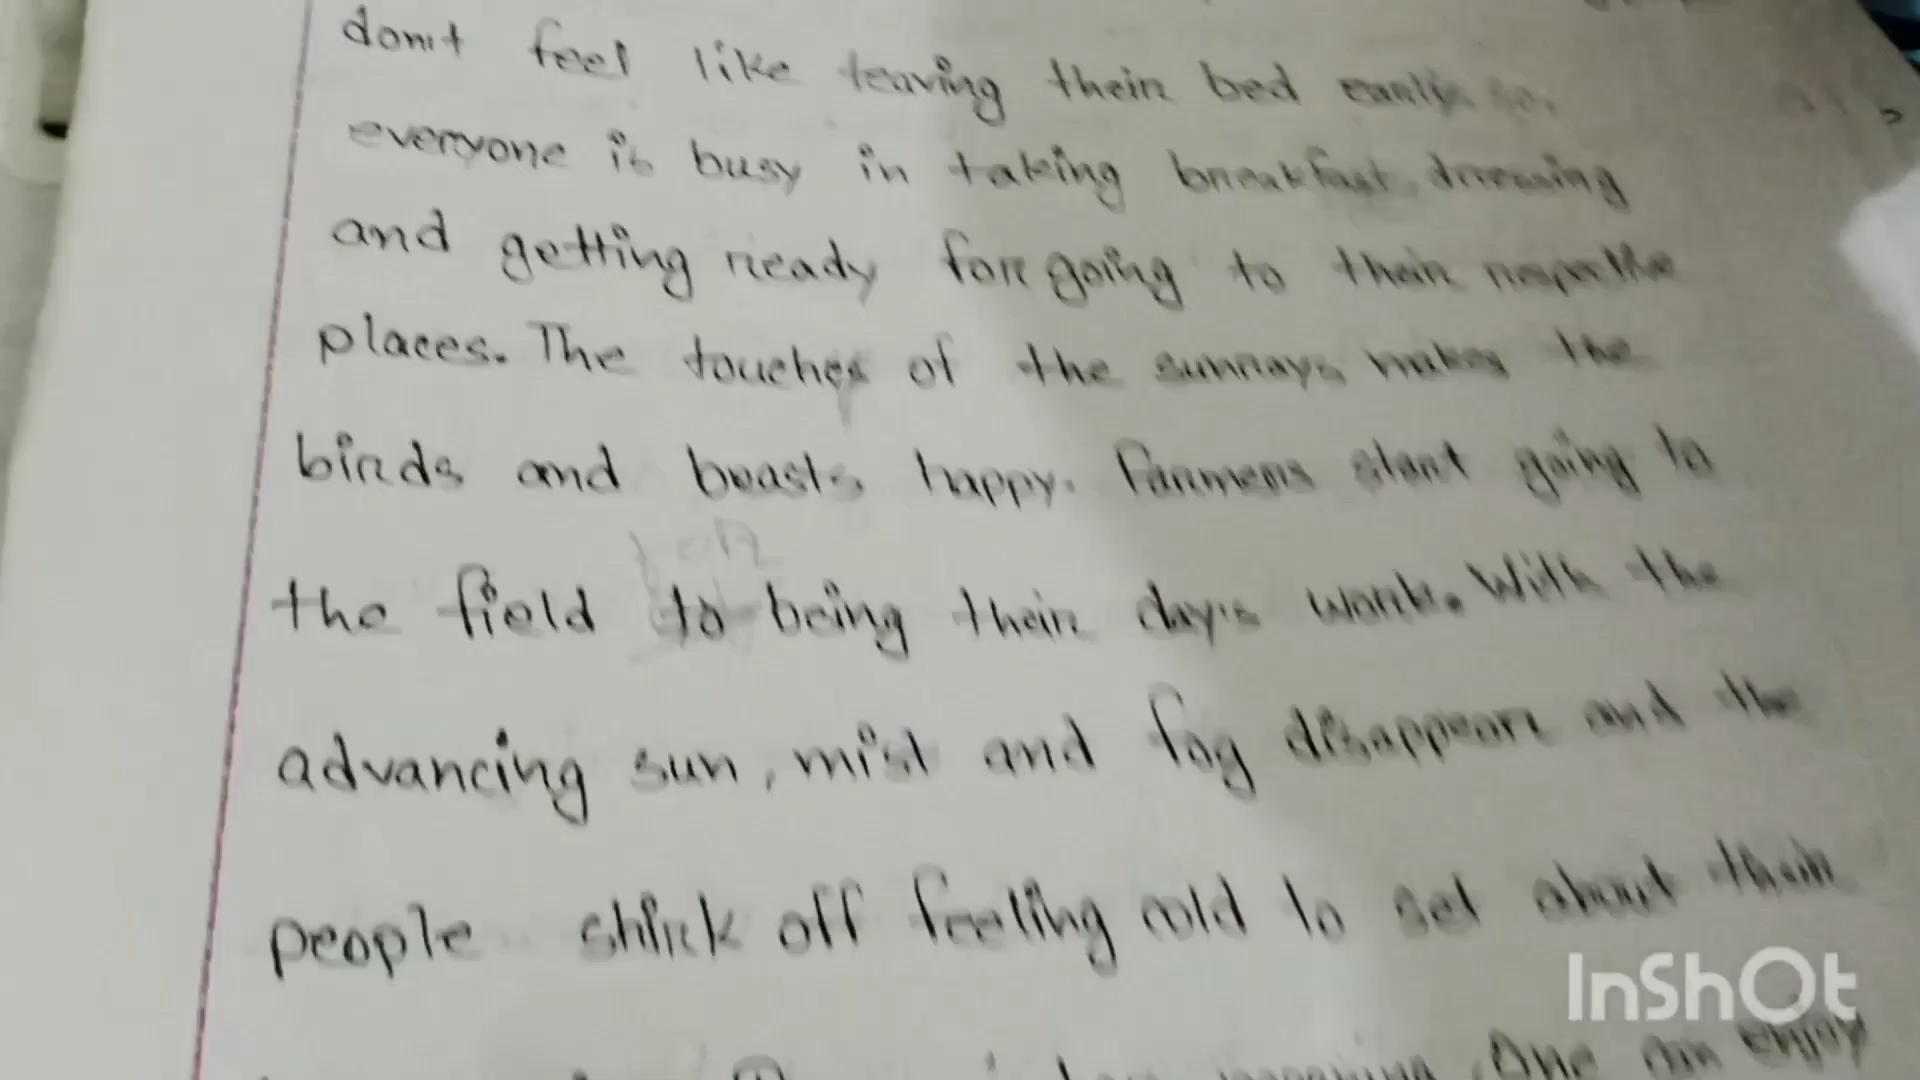 don't feel like leaving their bed early so.
everyone is busy in taking breakfast, dressing
and getting ready for going to their respective
places. The touches of the sunrays makes the
birds and beasts happy. Farmers start going to
the field to being their day's work. With the
advancing sun, mist and fog disappear and the
people shirk off feeling cold to set about their
One can enjoy
InShOt